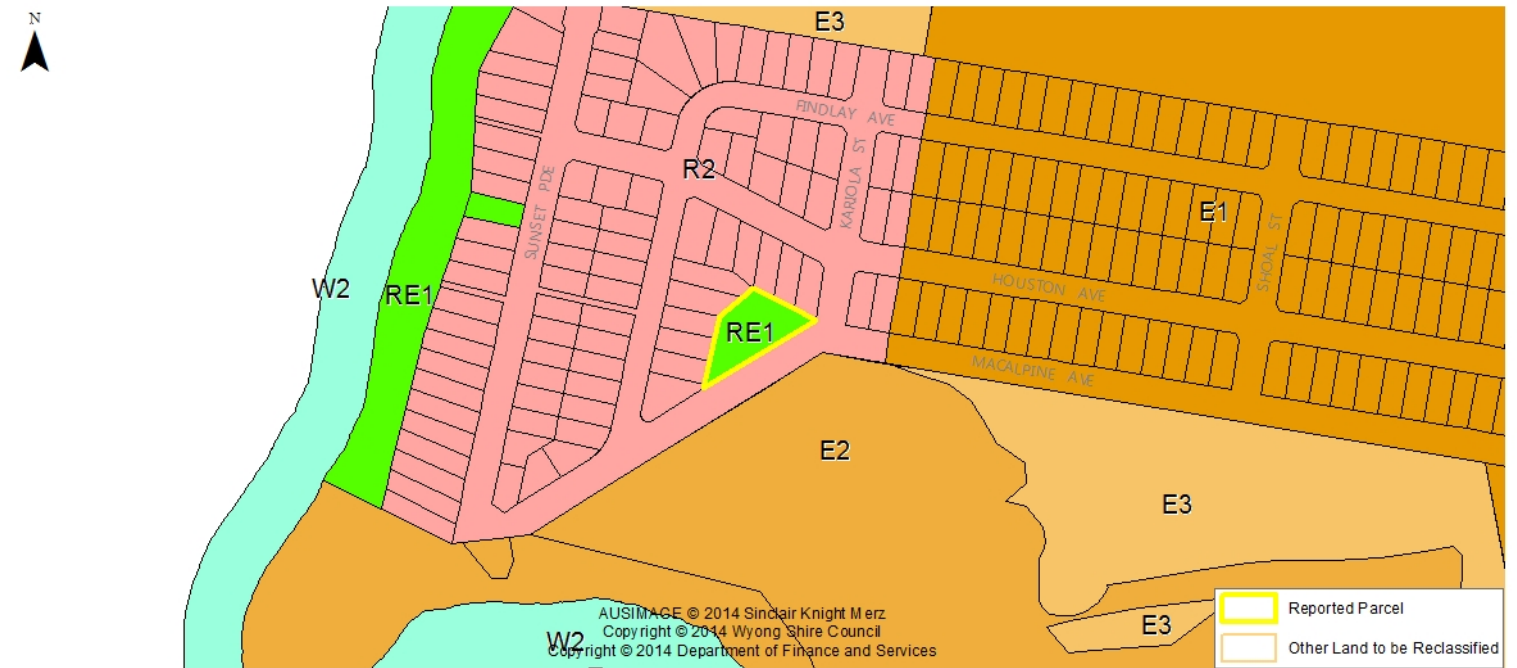 N
E3
FINDLAY AVE
R2
KARIOLA ST
SUNSET PDE
E1
SHOAL ST
W2
RE1
HOUSTON AVE
RE1
MACALPINE AVE
E2
E3
AUSIMAGE © 2014 Sinclair Knight Merz
Copyright © 2014 Wyong Shire Council
Copyright © 2014 Department of Finance and Services
W2
E3
Reported Parcel
Other Land to be Reclassified